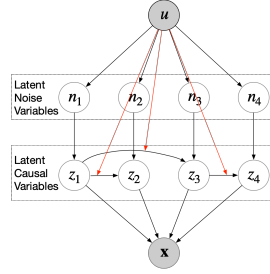 u
Latent
Noise
Variables
n₁ n₂ n₃ n₄
Latent
Causal
Variables
z₁ z₂ z₃ z₄
x